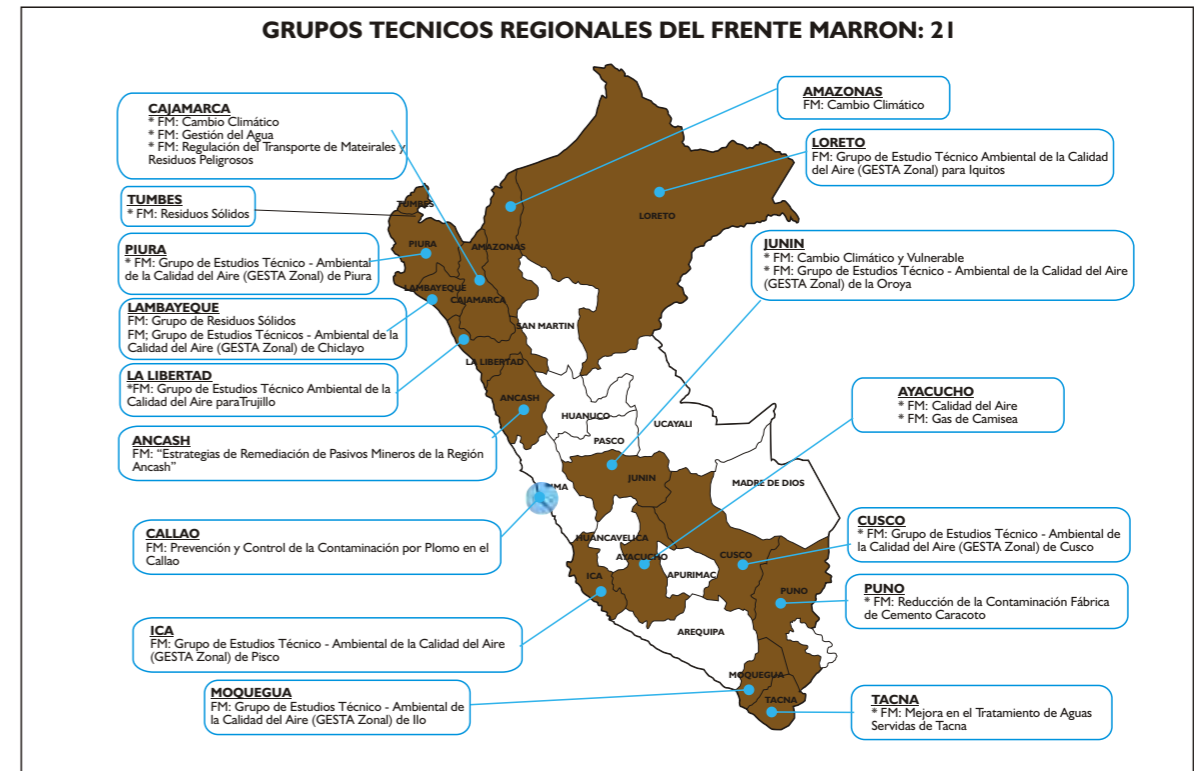 GRUPOS TECNICOS REGIONALES DEL FRENTE MARRON: 21
CAJAMARCA
* FM: Cambio Climático
* FM: Gestión del Agua
* FM: Regulación del Transporte de Mateirales y
Residuos Peligrosos
TUMBES
* FM: Residuos Sólidos
PIURA
* FM: Grupo de Estudios Técnico - Ambiental
de la Calidad del Aire (GESTA Zonal) de Piura
LAMBAYEQUE
FM: Grupo de Residuos Sólidos
FM; Grupo de Estudios Técnicos - Ambiental de la
Calidad del Aire (GESTA Zonal) de Chiclayo
LA LIBERTAD
*FM: Grupo de Estudios Técnico Ambiental de la
Calidad del Aire paraTrujillo
ANCASH
FM: “Estrategias de Remediación de Pasivos Mineros de la Región
Ancash”
CALLAO
FM: Prevención y Control de la Contaminación por Plomo en el
Callao
ICA
FM: Grupo de Estudios Técnico - Ambiental de la Calidad del Aire
(GESTA Zonal) de Pisco
MOQUEGUA
FM: Grupo de Estudios Técnico - Ambiental de
la Calidad del Aire (GESTA Zonal) de Ilo
AMAZONAS
FM: Cambio Climático
LORETO
FM: Grupo de Estudio Técnico Ambiental de la Calidad
del Aire (GESTA Zonal) para Iquitos
JUNIN
* FM: Cambio Climático y Vulnerable
* FM: Grupo de Estudios Técnico - Ambiental de la Calidad del Aire
(GESTA Zonal) de la Oroya
AYACUCHO
* FM: Calidad del Aire
* FM: Gas de Camisea
CUSCO
* FM: Grupo de Estudios Técnico - Ambiental de
la Calidad del Aire (GESTA Zonal) de Cusco
PUNO
* FM: Reducción de la Contaminación Fábrica
de Cemento Caracoto
TACNA
* FM: Mejora en el Tratamiento de Aguas
Servidas de Tacna
TUMBES
PIURA
AMAZONAS
LORETO
LAMBAYEQUE
CAJAMARCA
SAN MARTIN
LA LIBERTAD
ANCASH
HUANUCO
UCAYALI
PASCO
JUNIN
MADRE DE DIOS
HUANCAVELICA
AYACUCHO
CUSCO
APURIMAC
ICA
PUNO
AREQUIPA
MOQUEGUA
TACNA